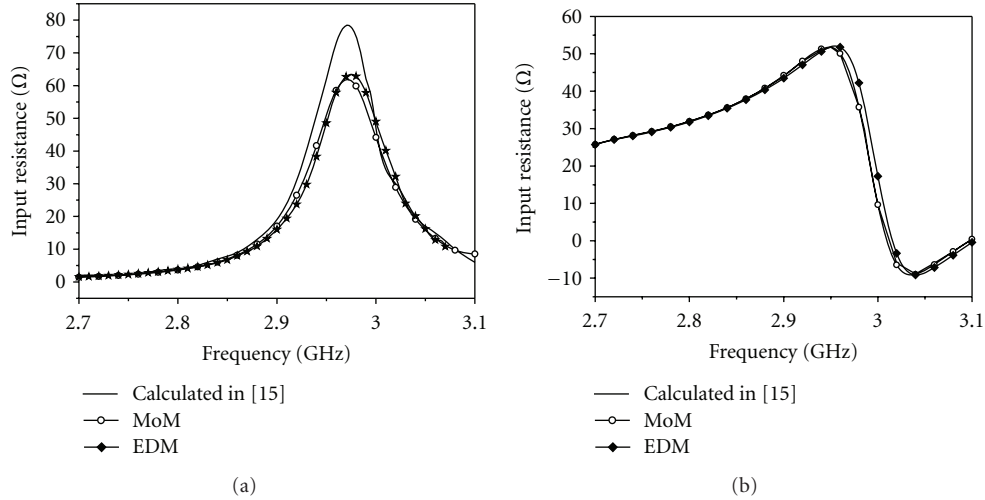 80
70
60
50
40
30
20
10
0
Input resistance (Ω)
2.7 2.8 2.9 3 3.1
Frequency (GHz)
Calculated in [15]
MoM
EDM
(a)
60
50
40
30
20
10
0
−10
Input resistance (Ω)
2.7 2.8 2.9 3 3.1
Frequency (GHz)
Calculated in [15]
MoM
EDM
(b)